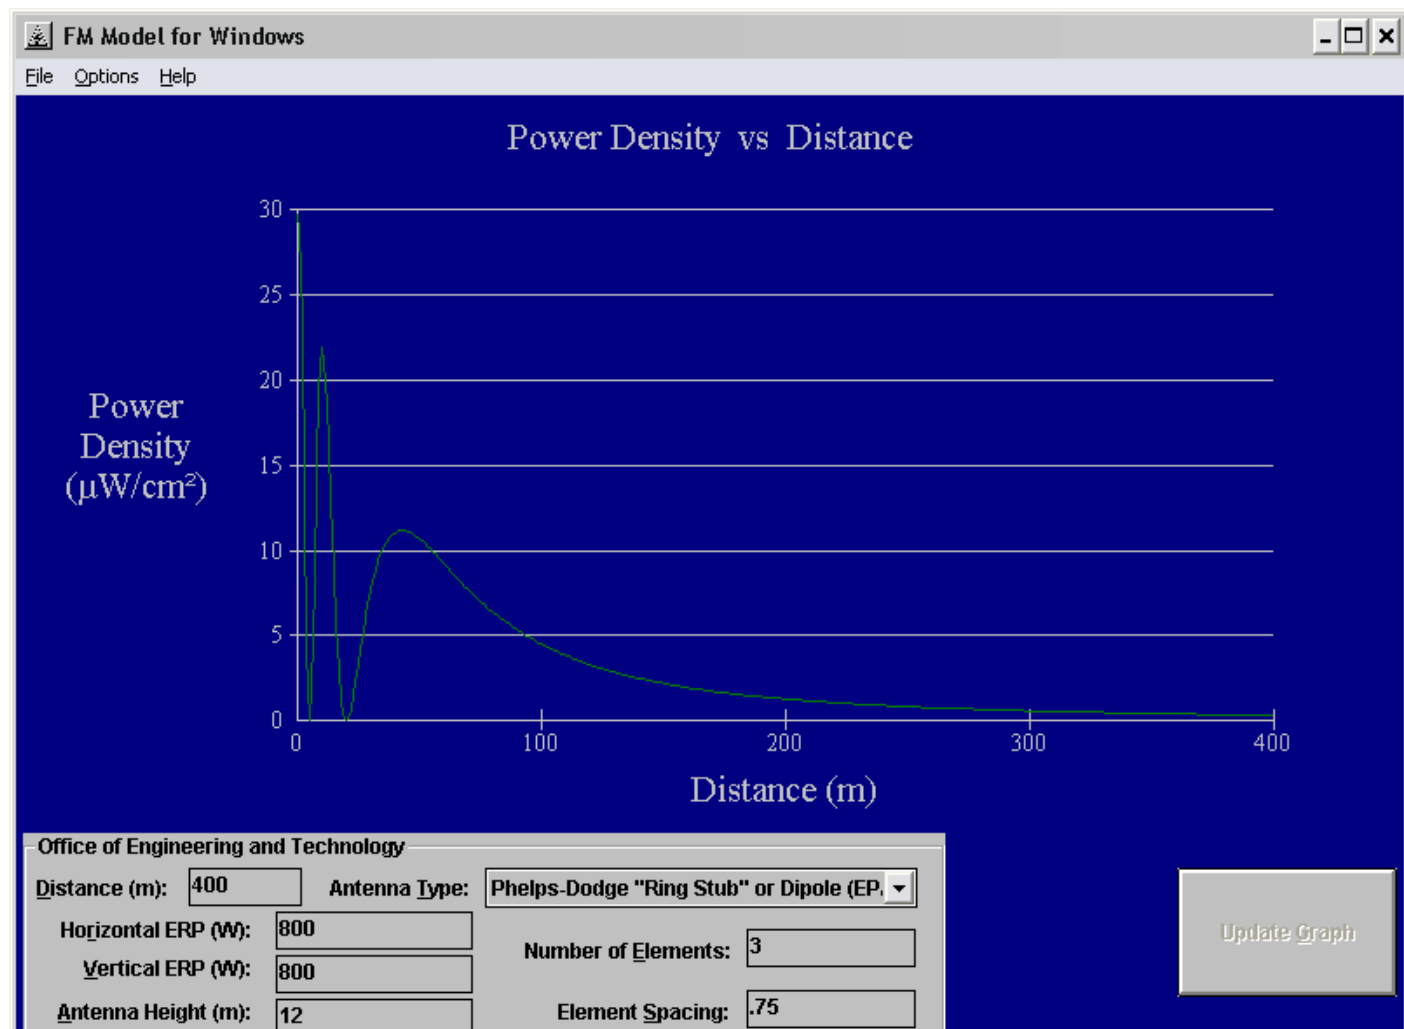 FM Model for Windows
File Options Help
Power Density vs Distance
30
25
20
15
10
5
0
Power
Density
(µW/cm²)
0 100 200 300 400
Distance (m)
Office of Engineering and Technology
Distance (m): 400 Antenna Type: Phelps-Dodge "Ring Stub" or Dipole (EP
Horizontal ERP (W): 800
Number of Elements: 3
Vertical ERP (W): 800
Antenna Height (m): 12
Element Spacing: .75
Update Graph